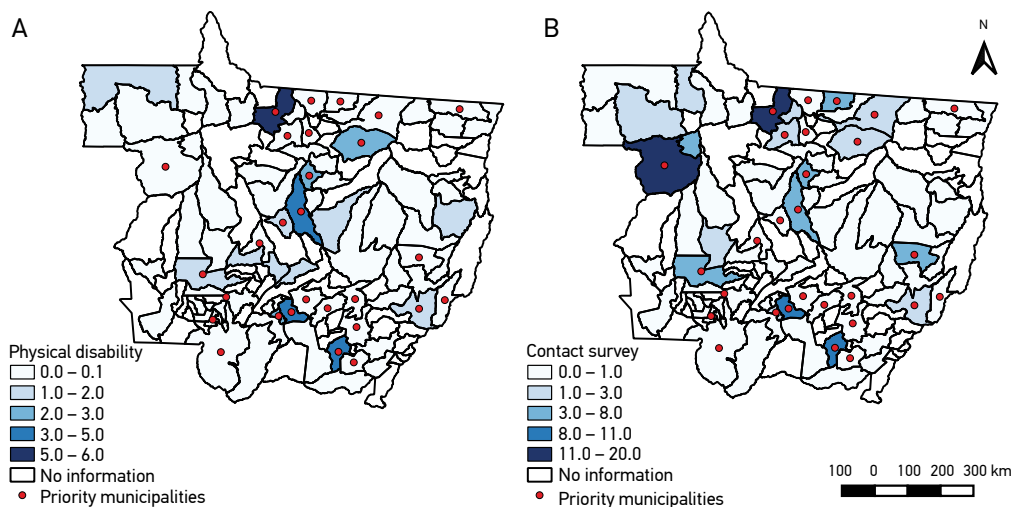 A
Physical disability
0.0 – 0.1
1.0 – 2.0
2.0 – 3.0
3.0 – 5.0
5.0 – 6.0
No information
Priority municipalities
B
N
Contact survey
0.0 – 1.0
1.0 – 3.0
3.0 – 8.0
8.0 – 11.0
11.0 – 20.0
No information
Priority municipalities
100 0 100 200 300 km